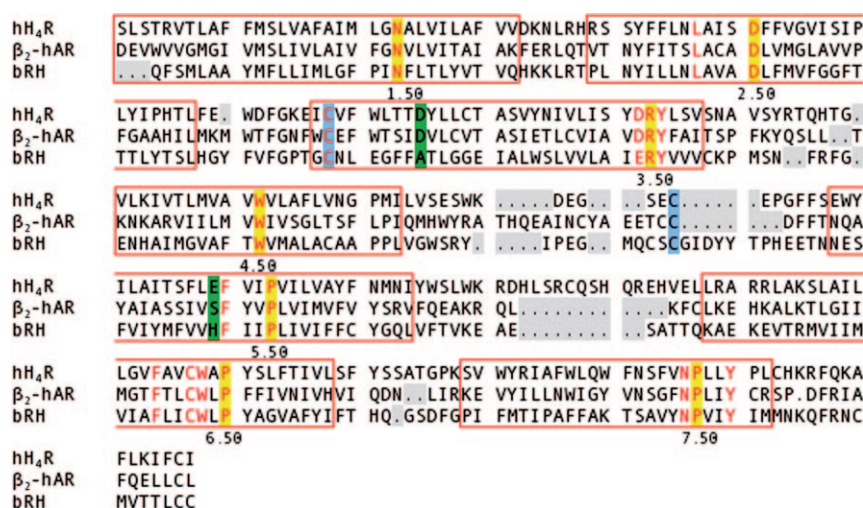 hH4R SLSTRVTLAF FMSLVAFAIM LGNALVILAF VVDKNLRHRS SYFFLNLAIS DFFVGVISIP
β2-hAR DEVWVVGMGI VMSLIVLAIV FGNVLVITAI AKFERLQTVT NYFITSLACA DLVMGLAVVP
bRH ...QFSMLAA YMFLLIMLGF PINFLTLYVT VQHKKLRTPL NYILLNLAVA DLFMVFGGFT
1.50 2.50
hH4R LYIPHTLFE. WDFGKEICVF WLTTDYLLCT ASVYNIVLIS YDRYLSVSNA VSYRTQHTG.
β2-hAR FGAAHILMKM WTFGNFWCEF WTSIDVLCVT ASIETLCVIA VDRYFAITSP FKYQSLL..T
bRH TTLYTSLHGY FVFGPTGCNL EGFFATLGGE IALWSLVVLA IERYVVVCKP MSN..FRFG.
3.50
hH4R VLKIVTLMVA VWVLAFLVNG PMILVSESWK .....DEG.. ..SEC..... ..EPGFFSEWY
β2-hAR KNKARVIILM VWIVSGLTSF LPIQMHWYRA THQEAINCYA EETCC..... ....DFFTNQA
bRH ENHAIMGVAF TWVMALACAA PPLVGWSRY. ....IPEG.. MQCSCGIDYY TPHEETNNES
4.50
hH4R ILAITSFLEF VIPVILVAYF NMNIYWSLWK RDHLSRCQSH QREHVELLRA RRLAKSLAIL
β2-hAR YAIASSIVSF YVPLVIMVFV YSRVFQEAKR QL........ ..KFCLKEH HKALKTLGII
bRH FVIYMFVVHF IIPLIVIFFC YGQLVFTVKE AE........ ..SATTQKAE KEVTRMVIIM
5.50
hH4R LGVFAVCWAP YSLFTIVLSF YSSATGPKSV WYRIAFWLQW FNSFVNPLLY PLCHKRFQKA
β2-hAR MGTFTLCWLP FFIVNIVHVI QDN..LIRKE VYILLNWIGY VNSGFNPLIY CRSP.DFRIA
bRH VIAFLICWLP YAGVAFYIFT HQ.GSDFGPI FMTIPAFFAK TSAVYNPVIY IMMNKQFRNC
6.50 7.50
hH4R FLKIFCI
β2-hAR FQELLCL
bRH MVTTLCC